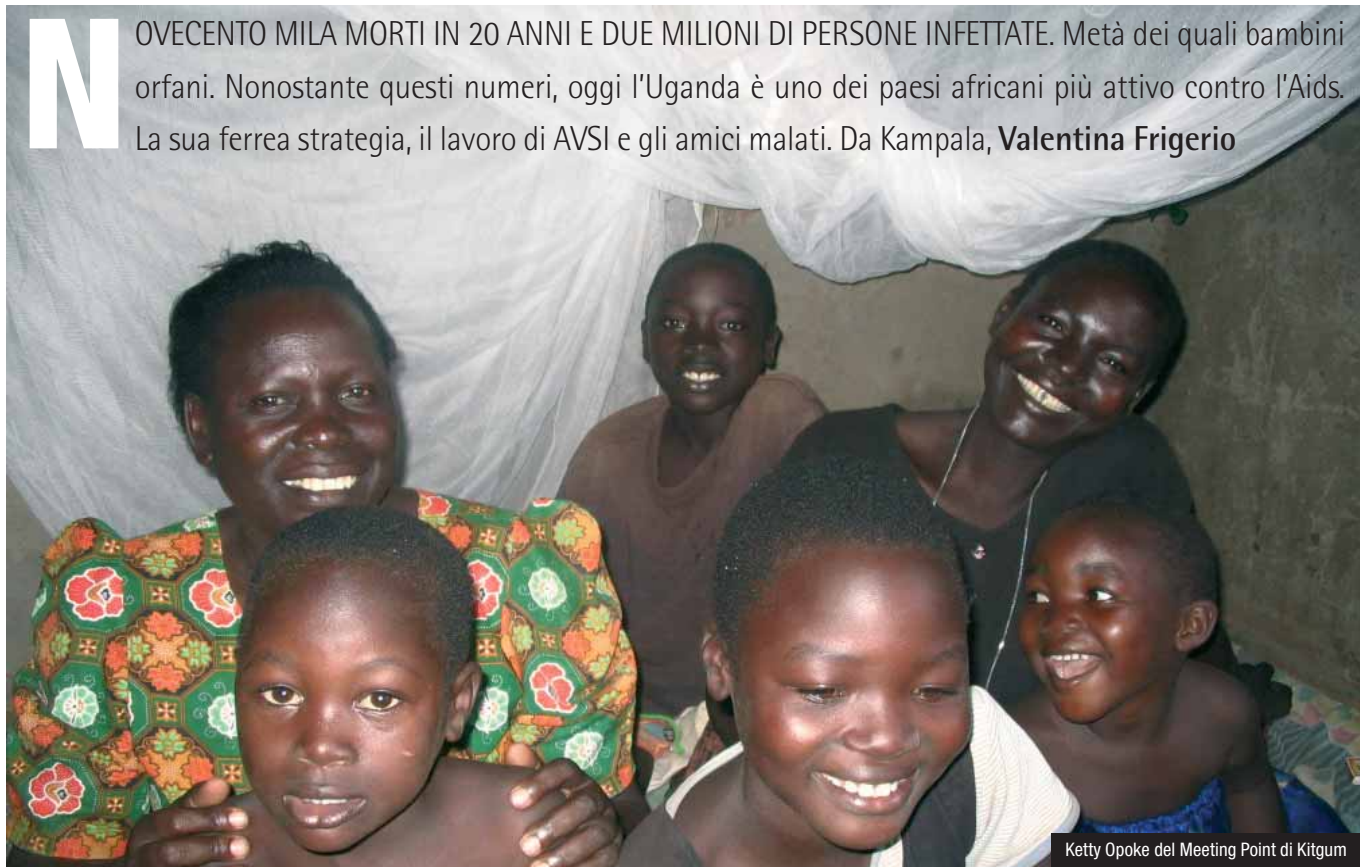 NOVECENTO MILA MORTI IN 20 ANNI E DUE MILIONI DI PERSONE INFETTATE. Metà dei quali bambini
orfani. Nonostante questi numeri, oggi l'Uganda è uno dei paesi africani più attivo contro l'Aids.
La sua ferrea strategia, il lavoro di AVSI e gli amici malati. Da Kampala, Valentina Frigerio
Ketty Opoke del Meeting Point di Kitgum